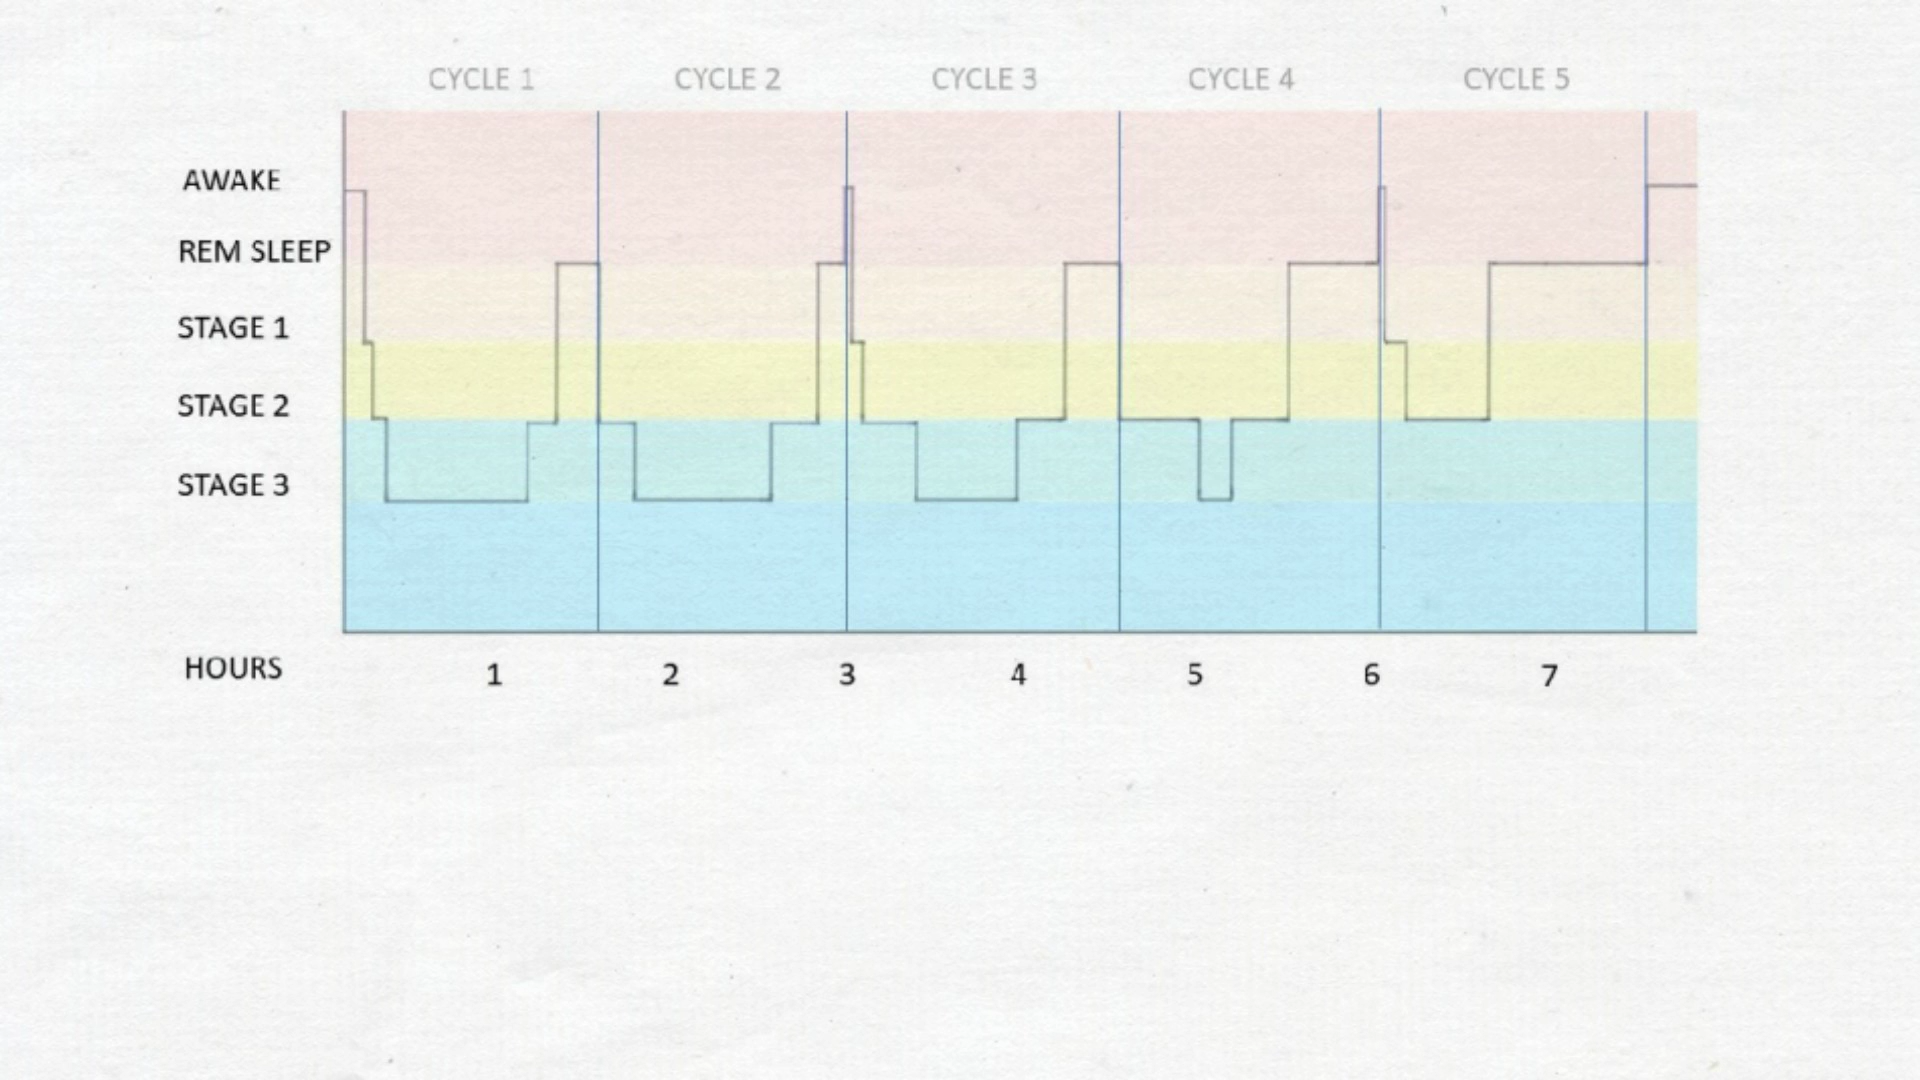 CYCLE 1 CYCLE 2 CYCLE 3 CYCLE 4 CYCLE 5
AWAKE
REM SLEEP
STAGE 1
STAGE 2
STAGE 3
HOURS 1 2 3 4 5 6 7